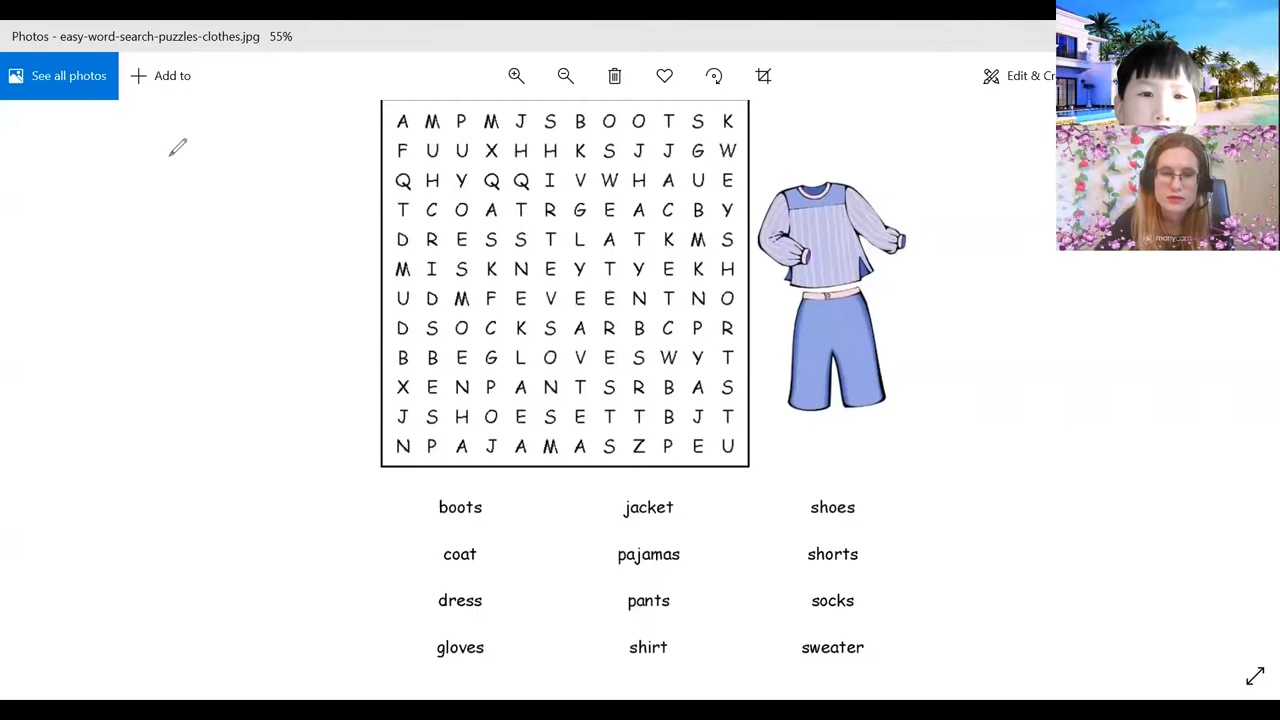 Photos - easy-word-search-puzzles-clothes.jpg 55%
See all photos
Add to
Edit & Cr
A M P M J S B O O T S K
F U U X H H K S J J G W
Q H Y Q Q I V W H A U E
T C O A T R G E A C B Y
D R E S S T L A T K M S
M I S K N E Y T Y E K H
U D M F E V E E N T N O
D S O C K S A R B C P R
B B E G L O V E S W Y T
X E N P A N T S R B A S
J S H O E S E T T B J T
N P A J A M A S Z P E U
boots jacket shoes
coat pajamas shorts
dress pants socks
gloves shirt sweater
manycam